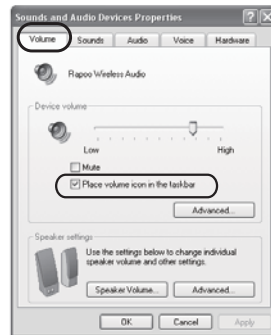 Sounds and Audio Devices Properties
Volume Sounds Audio Voice Hardware
Rapoo Wireless Audio
Device volume
Low High
Mute
Place volume icon in the taskbar
Advanced...
Speaker settings
Use the settings below to change individual
speaker volume and other settings.
Speaker Volume... Advanced...
OK Cancel Apply